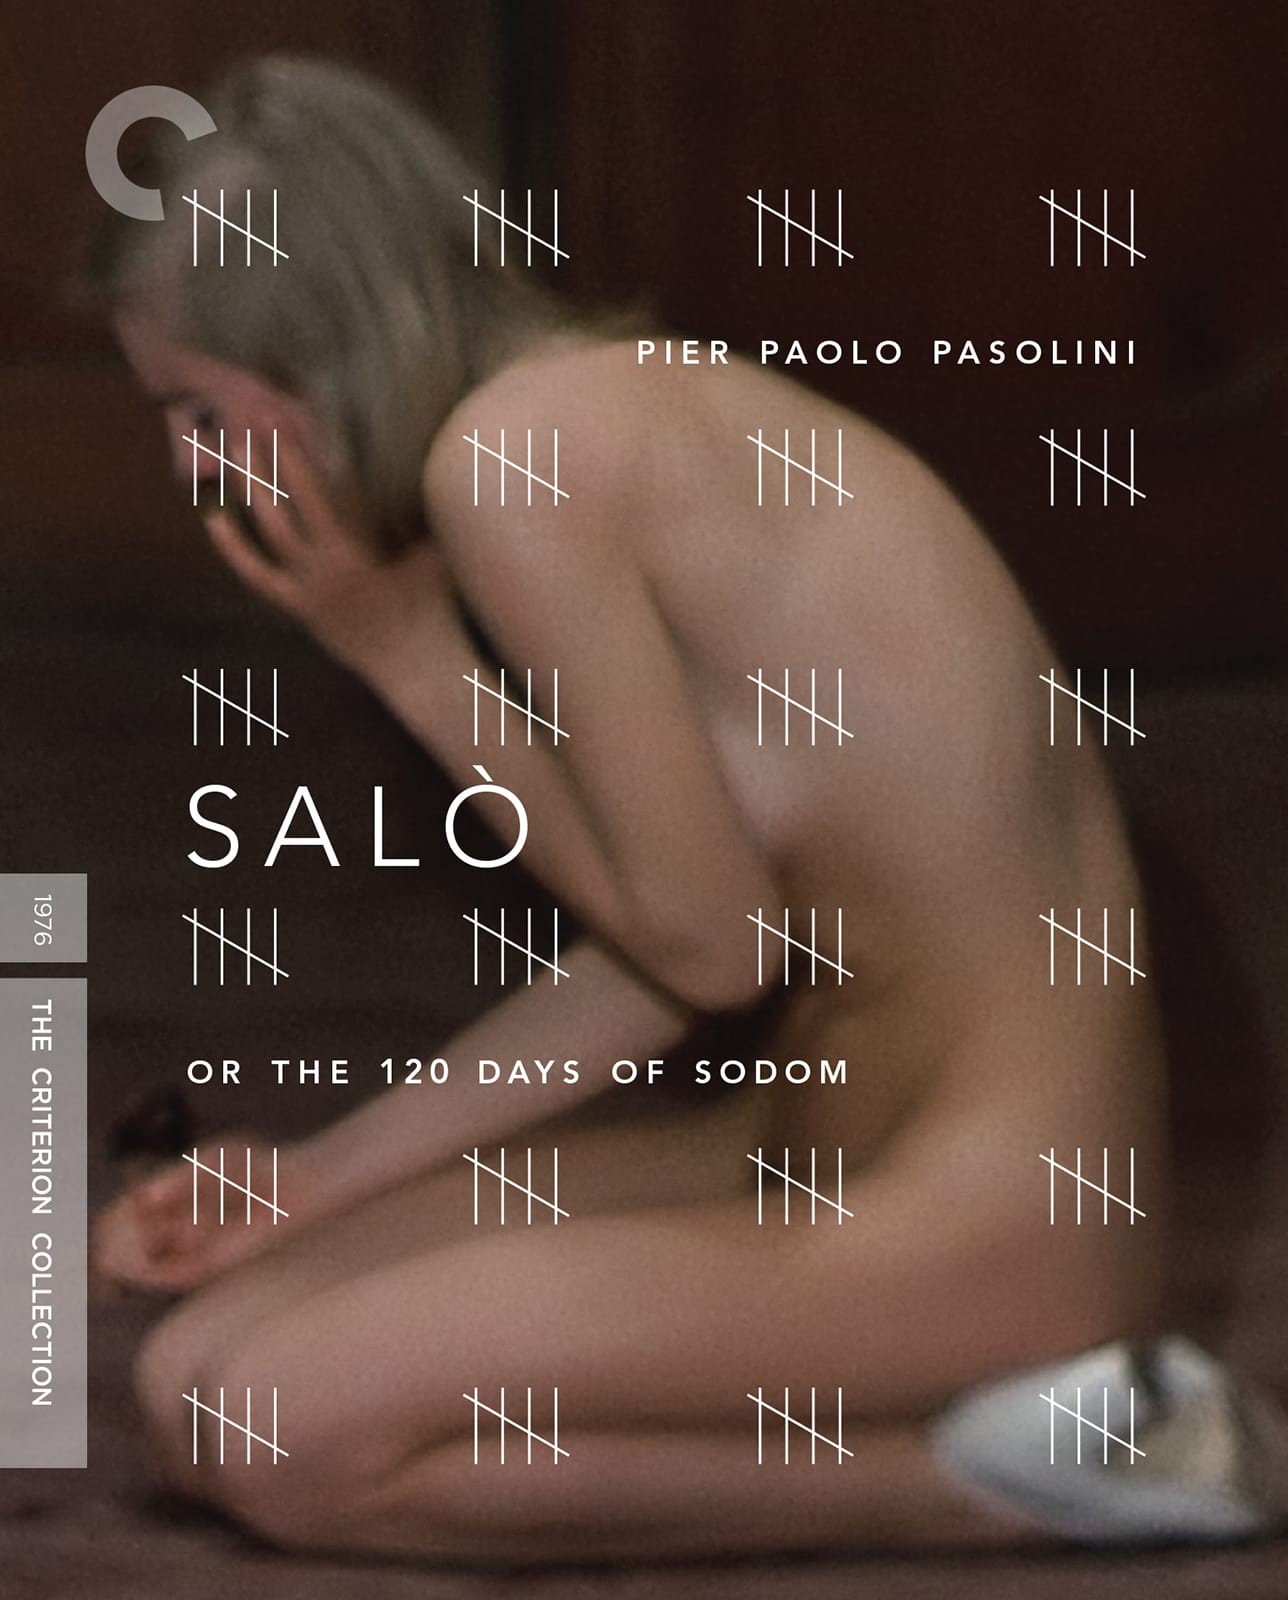 PIER PAOLO PASOLINI
SALÒ
OR THE 120 DAYS OF SODOM
1976
THE CRITERION COLLECTION